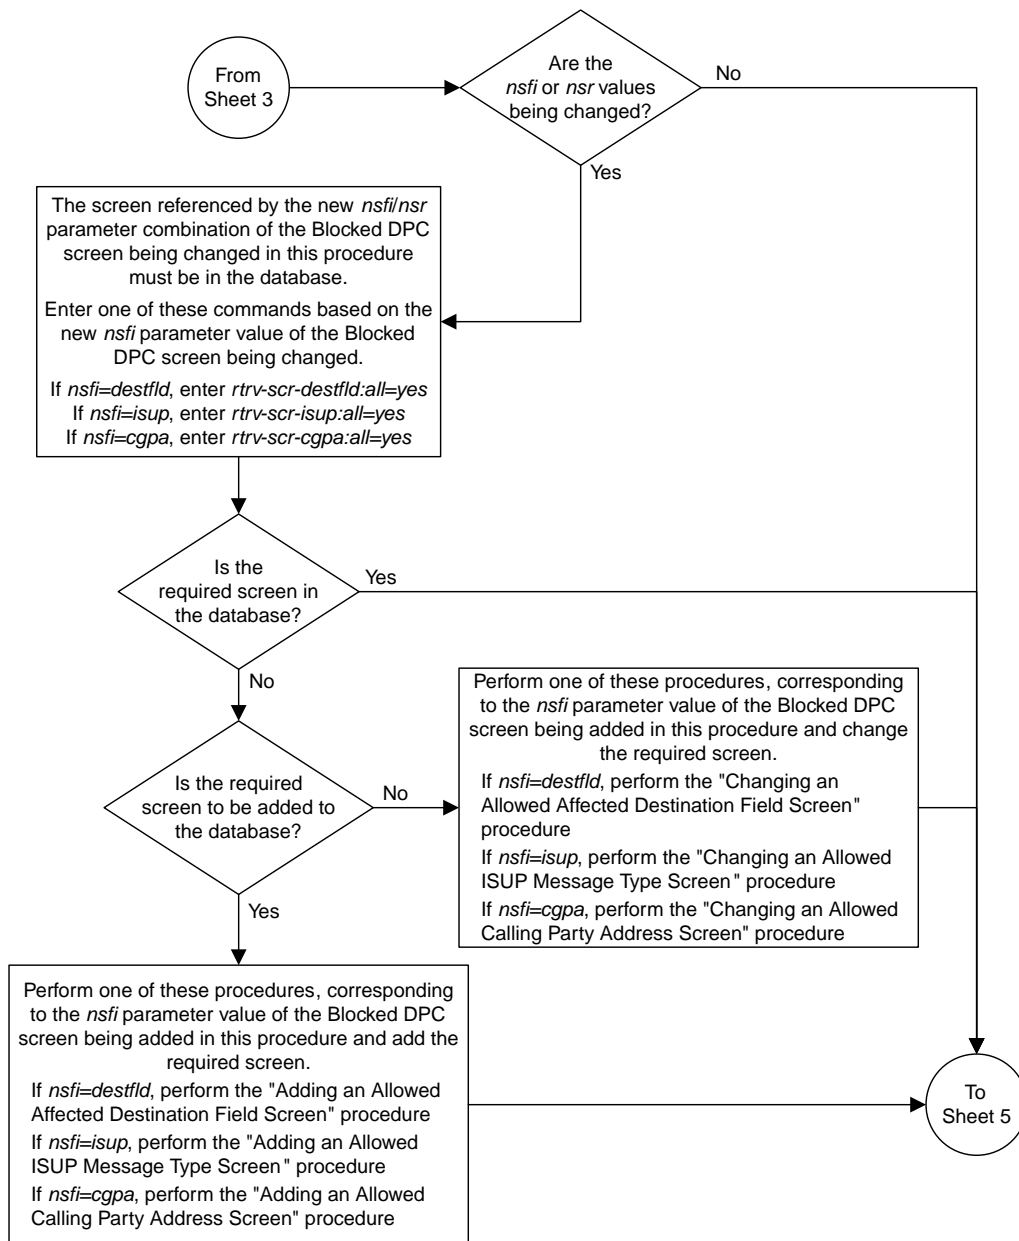 From
Sheet 3
Are the
nsfi or nsr values
being changed?
No
Yes
The screen referenced by the new nsfi/nsr
parameter combination of the Blocked DPC
screen being changed in this procedure
must be in the database.
Enter one of these commands based on the
new nsfi parameter value of the Blocked
DPC screen being changed.
If nsfi=destfld, enter rtrv-scr-destfld:all=yes
If nsfi=isup, enter rtrv-scr-isup:all=yes
If nsfi=cgpa, enter rtrv-scr-cgpa:all=yes
Is the
required screen in
the database?
Yes
No
Is the required
screen to be added to
the database?
No
Yes
Perform one of these procedures, corresponding
to the nsfi parameter value of the Blocked DPC
screen being added in this procedure and change
the required screen.
If nsfi=destfld, perform the "Changing an
Allowed Affected Destination Field Screen"
procedure
If nsfi=isup, perform the "Changing an Allowed
ISUP Message Type Screen" procedure
If nsfi=cgpa, perform the "Changing an Allowed
Calling Party Address Screen" procedure
Perform one of these procedures, corresponding
to the nsfi parameter value of the Blocked DPC
screen being added in this procedure and add the
required screen.
If nsfi=destfld, perform the "Adding an Allowed
Affected Destination Field Screen" procedure
If nsfi=isup, perform the "Adding an Allowed
ISUP Message Type Screen" procedure
If nsfi=cgpa, perform the "Adding an Allowed
Calling Party Address Screen" procedure
To
Sheet 5